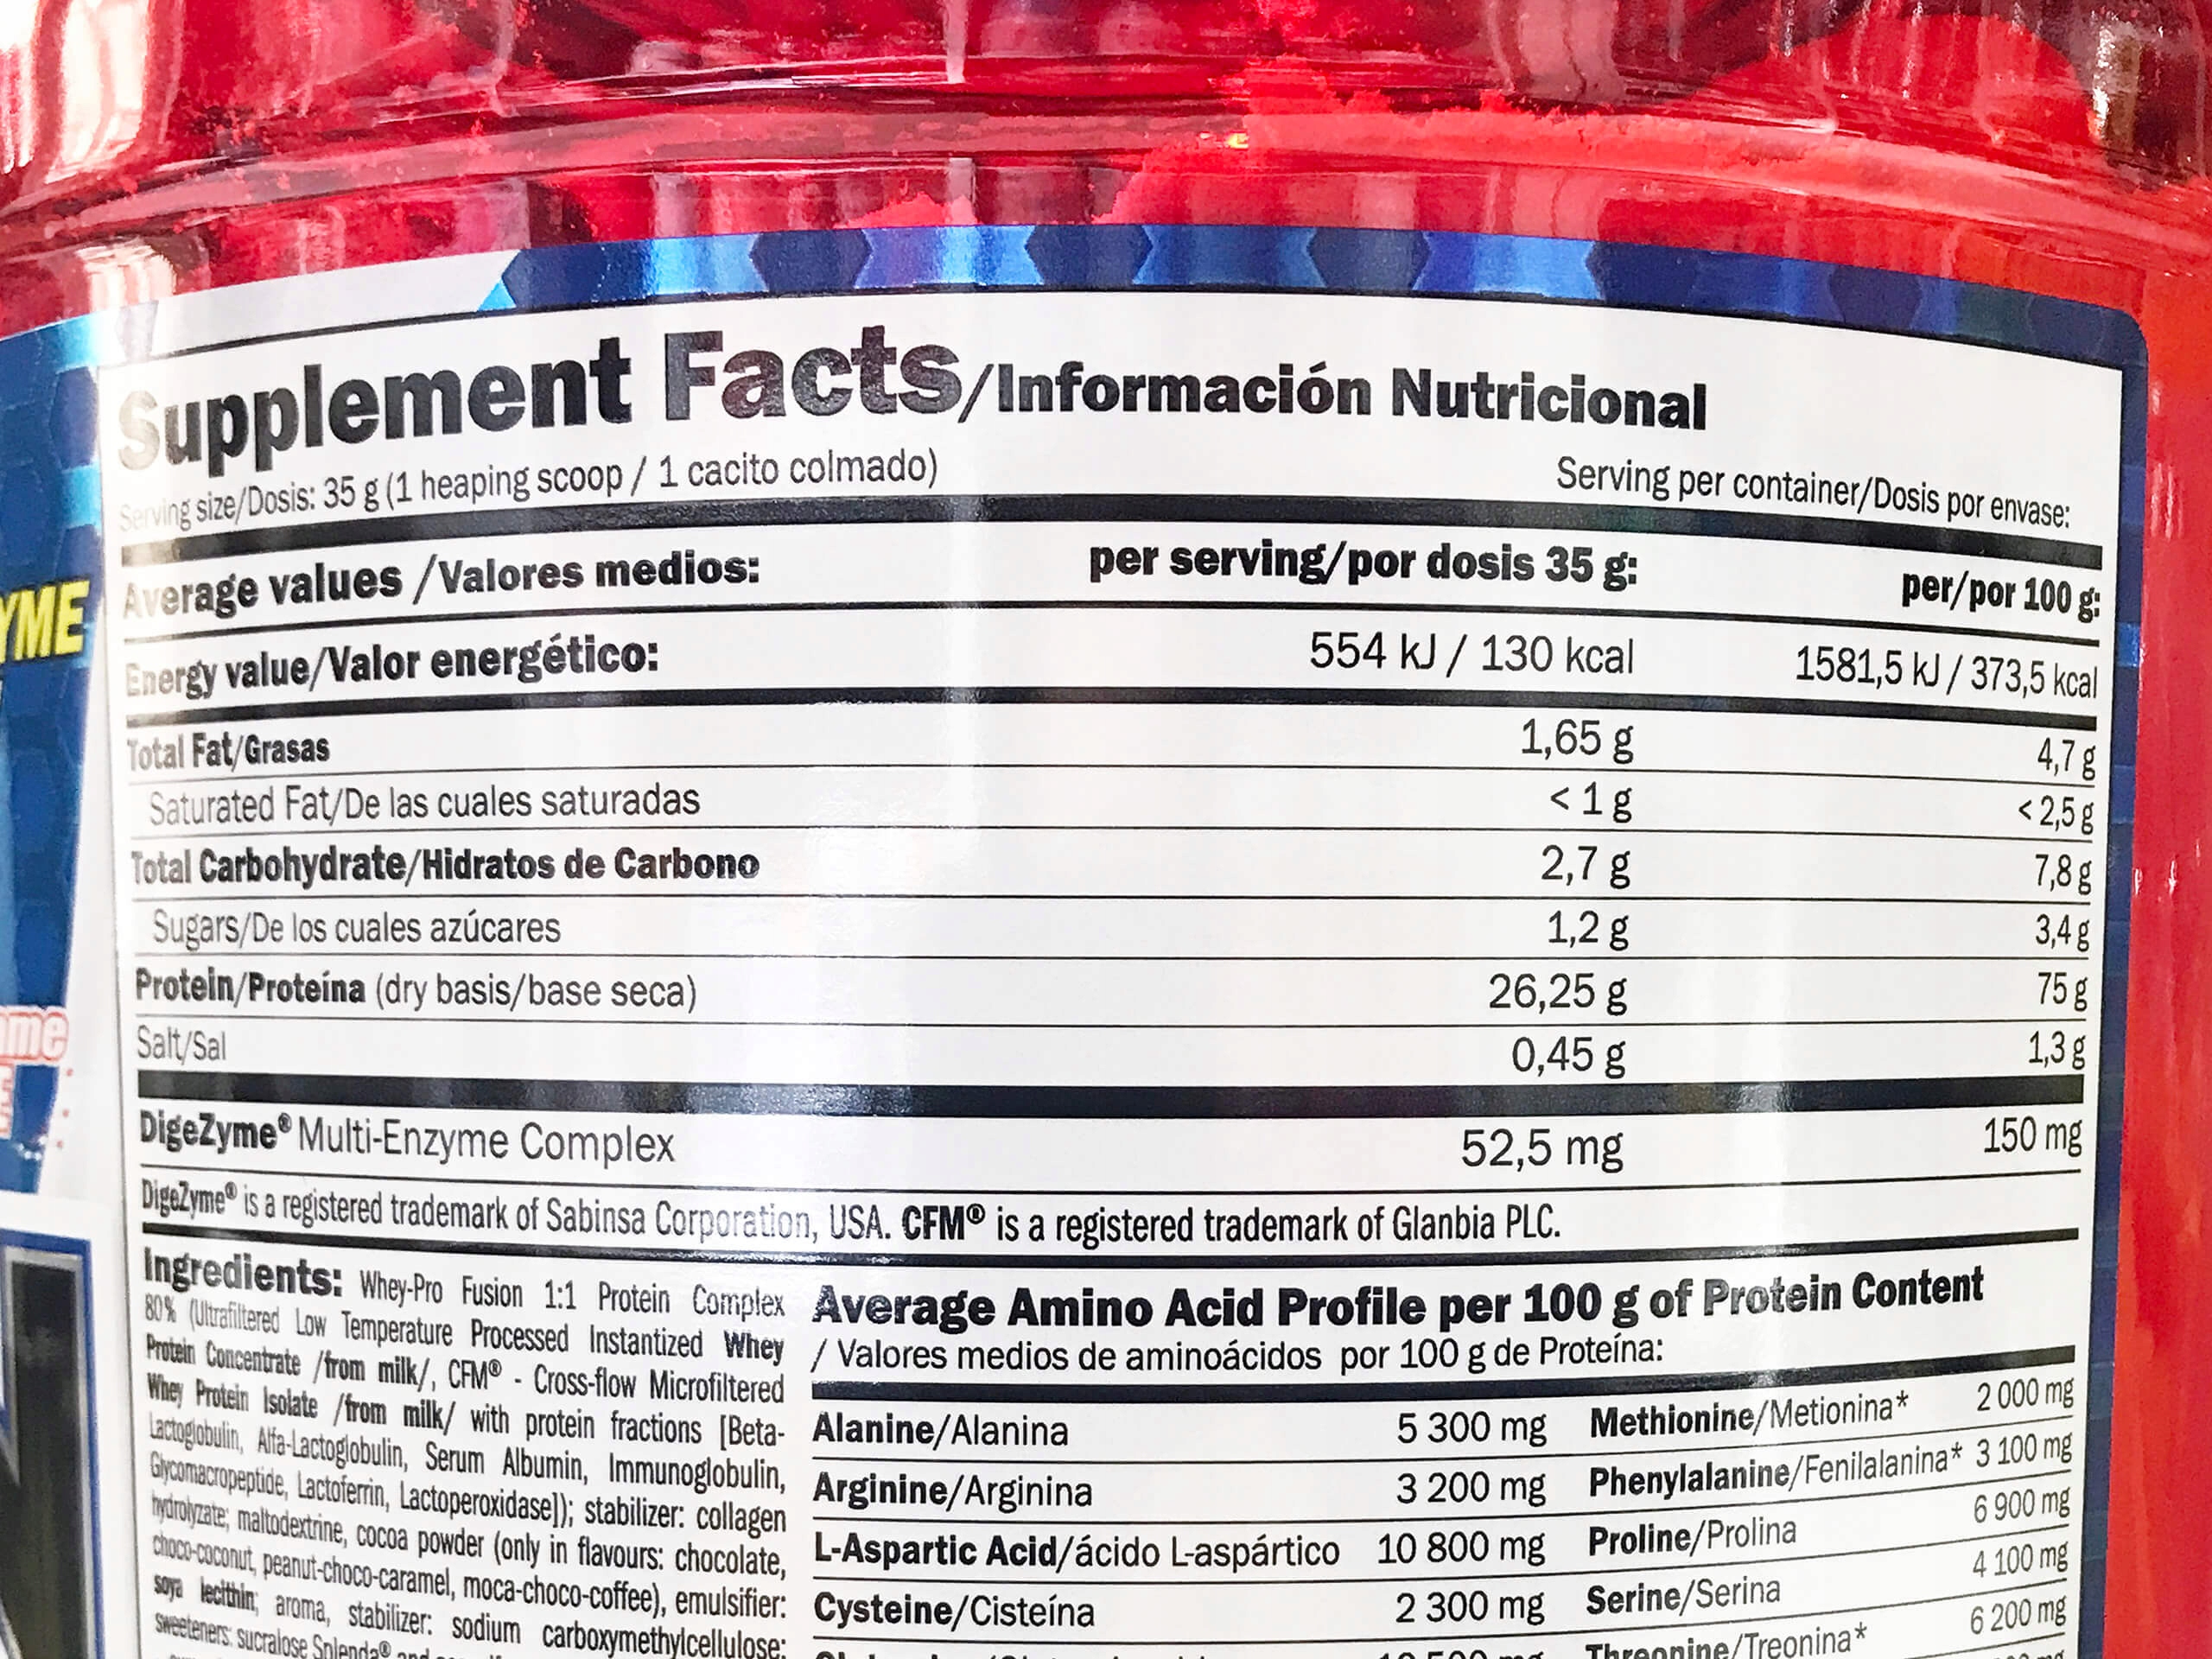 YME
Supplement Facts/Información Nutricional
Serving size/Dosis: 35 g (1 heaping scoop / 1 cacito colmado)
Serving per container/Dosis por envase:
Average values /Valores medios: per serving/por dosis 35 g: per/por 100 g:
Energy value/Valor energético: 554 kJ / 130 kcal 1581,5 kJ / 373,5 kcal
Total Fat/Grasas 1,65 g 4,7 g
Saturated Fat/De las cuales saturadas < 1 g < 2,5 g
Total Carbohydrate/Hidratos de Carbono 2,7 g 7,8 g
Sugars/De los cuales azúcares 1,2 g 3,4 g
Protein/Proteína (dry basis/base seca) 26,25 g 75 g
Salt/Sal 0,45 g 1,3 g
DigeZyme® Multi-Enzyme Complex 52,5 mg 150 mg
DigeZyme® is a registered trademark of Sabinsa Corporation, USA. CFM® is a registered trademark of Glanbia PLC.
Ingredients: Whey-Pro Fusion 1:1 Protein Complex
80% (Ultrafiltered Low Temperature Processed Instantized Whey
Protein Concentrate /from milk/, CFM® - Cross-flow Microfiltered
Whey Protein Isolate /from milk/ with protein fractions [Beta-
Lactoglobulin, Alfa-Lactoglobulin, Serum Albumin, Immunoglobulin,
Glycomacropeptide, Lactoferrin, Lactoperoxidase]); stabilizer: collagen
hydrolyzate; maltodextrine, cocoa powder (only in flavours: chocolate,
choco-coconut, peanut-choco-caramel, moca-choco-coffee), emulsifier:
soya lecithin; aroma, stabilizer: sodium carboxymethylcellulose;
sweeteners: sucralose Splenda® and
Average Amino Acid Profile per 100 g of Protein Content
/ Valores medios de aminoácidos por 100 g de Proteína:
Alanine/Alanina 5 300 mg Methionine/Metionina* 2 000 mg
Arginine/Arginina 3 200 mg Phenylalanine/Fenilalanina* 3 100 mg
L-Aspartic Acid/ácido L-aspártico 10 800 mg Proline/Prolina 6 900 mg
Cysteine/Cisteína 2 300 mg Serine/Serina 4 100 mg
Threonine/Treonina* 6 200 mg